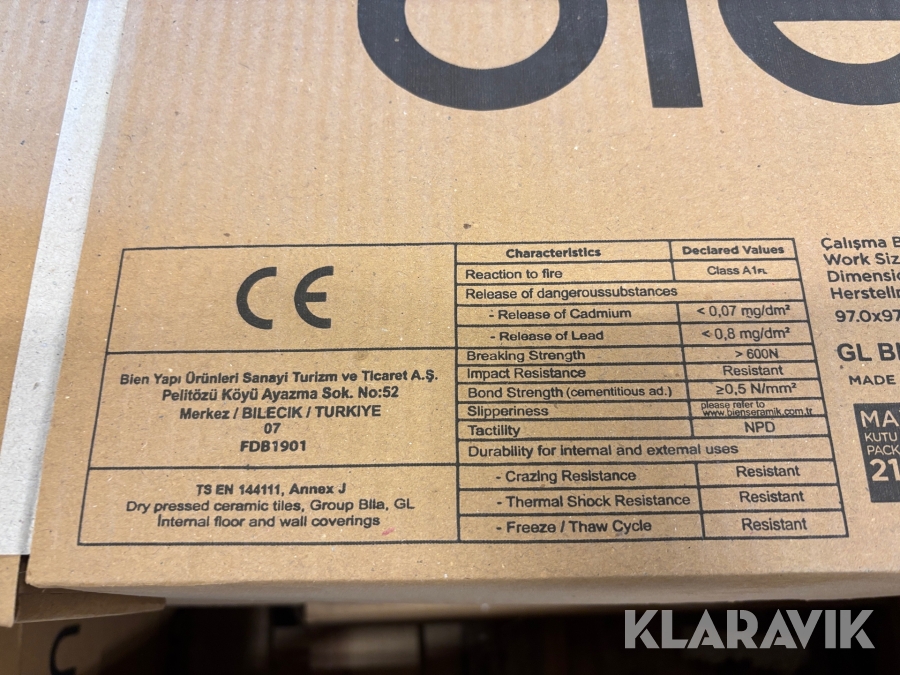 bie
CE
Bien Yapı Ürünleri Sanayi Turizm ve Ticaret A.Ş.
Pelitözü Köyü Ayazma Sok. No:52
Merkez / BILECIK / TURKIYE
07
FDB1901
TS EN 144111, Annex J
Dry pressed ceramic tiles, Group BIIa, GL
Internal floor and wall coverings
Characteristics Declared Values
Reaction to fire Class A1FL
Release of dangeroussubstances
- Release of Cadmium < 0,07 mg/dm²
- Release of Lead < 0,8 mg/dm²
Breaking Strength > 600N
Impact Resistance Resistant
Bond Strength (cementitious ad.) ≥0,5 N/mm²
Slipperiness please refer to www.bienseramik.com.tr
Tactility NPD
Durability for internal and external uses
- Crazing Resistance Resistant
- Thermal Shock Resistance Resistant
- Freeze / Thaw Cycle Resistant
Çalışma B
Work Siz
Dimensio
Herstellr
97.0x97
GL BI
MADE
MA
KUTU
PACK
21
KLARAVIK